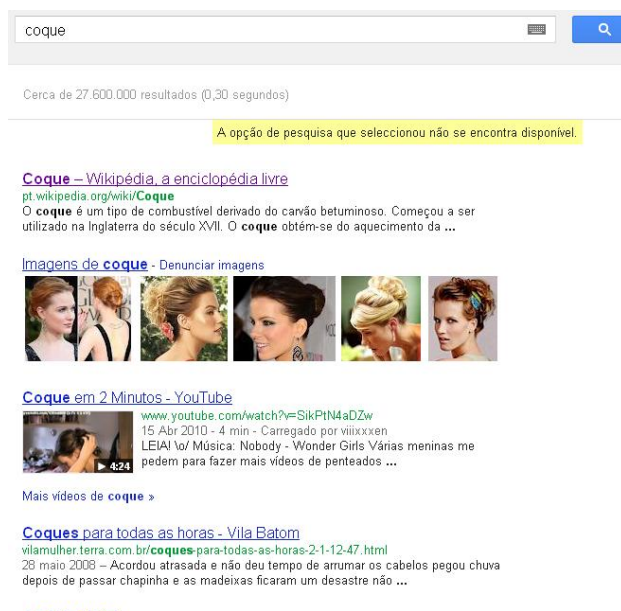 coque
Cerca de 27.600.000 resultados (0,30 segundos)
A opção de pesquisa que seleccionou não se encontra disponível.
Coque – Wikipédia, a enciclopédia livre
pt.wikipedia.org/wiki/Coque
O coque é um tipo de combustível derivado do carvão betuminoso. Começou a ser
utilizado na Inglaterra do século XVII. O coque obtém-se do aquecimento da ...
Imagens de coque - Denunciar imagens
Coque em 2 Minutos - YouTube
www.youtube.com/watch?v=SikPtN4aDZw
15 Abr 2010 - 4 min - Carregado por viiixxxen
LEIA! \o/ Música: Nobody - Wonder Girls Várias meninas me
pedem para fazer mais vídeos de penteados ...
4:24
Mais vídeos de coque »
Coques para todas as horas - Vila Batom
vilamulher.terra.com.br/coques-para-todas-as-horas-2-1-12-47.html
28 maio 2008 – Acordou atrasada e não deu tempo de arrumar os cabelos pegou chuva
depois de passar chapinha e as madeixas ficaram um desastre não ...